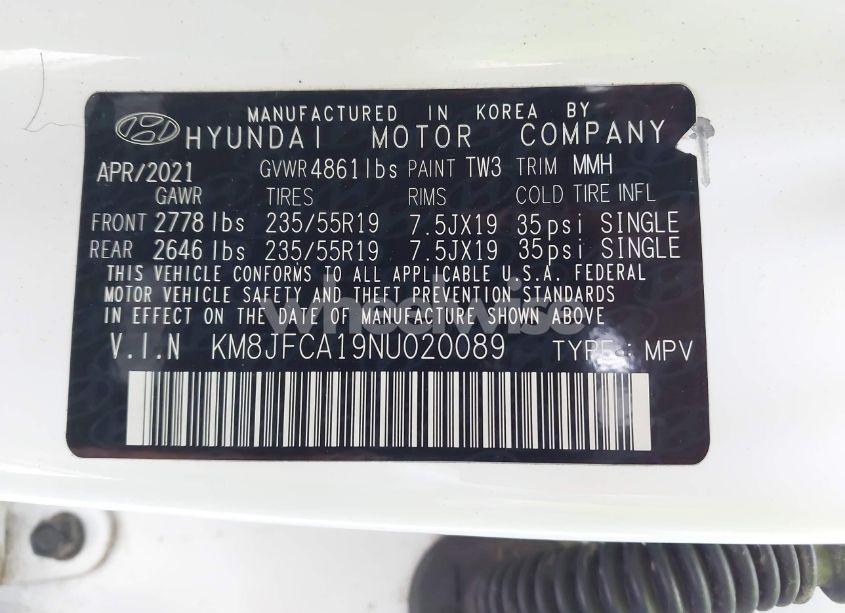 MANUFACTURED IN KOREA BY
HYUNDAI MOTOR COMPANY
APR/2021 GVWR 4861lbs PAINT TW3 TRIM MMH
GAWR TIRES RIMS COLD TIRE INFL
FRONT 2778 lbs 235/55R19 7.5JX19 35psi SINGLE
REAR 2646 lbs 235/55R19 7.5JX19 35psi SINGLE
THIS VEHICLE CONFORMS TO ALL APPLICABLE U.S.A. FEDERAL
MOTOR VEHICLE SAFETY AND THEFT PREVENTION STANDARDS
IN EFFECT ON THE DATE OF MANUFACTURE SHOWN ABOVE
wheelwise
V.I.N KM8JFCA19NU020089 TYPE : MPV